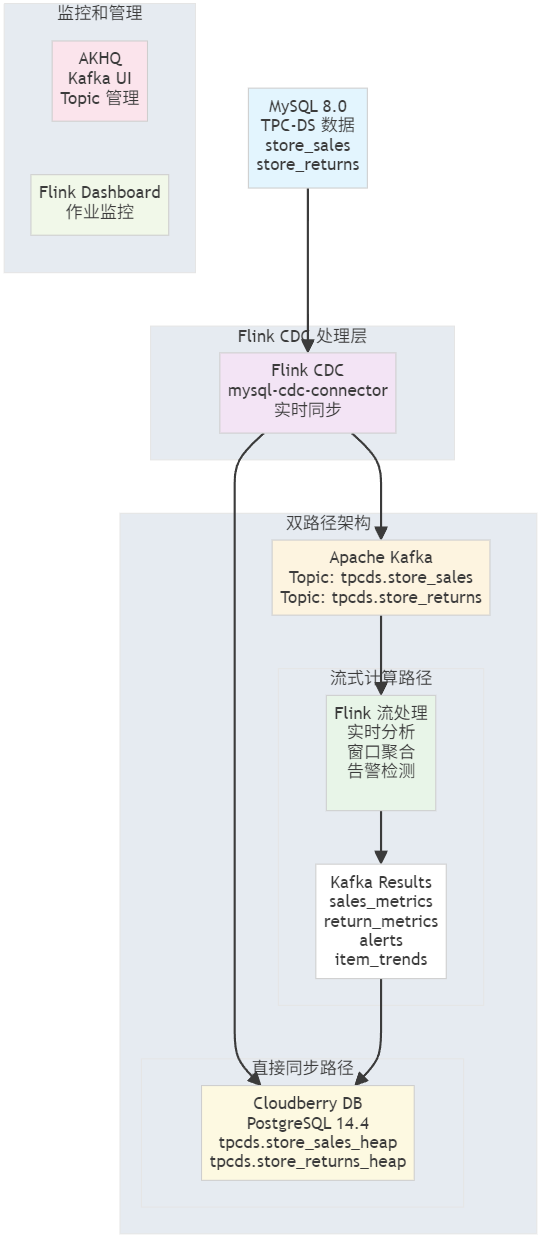 监控和管理
AKHQ
Kafka UI
Topic 管理
Flink Dashboard
作业监控
MySQL 8.0
TPC-DS 数据
store_sales
store_returns
Flink CDC 处理层
Flink CDC
mysql-cdc-connector
实时同步
双路径架构
Apache Kafka
Topic: tpcds.store_sales
Topic: tpcds.store_returns
流式计算路径
Flink 流处理
实时分析
窗口聚合
告警检测
Kafka Results
sales_metrics
return_metrics
alerts
item_trends
直接同步路径
Cloudberry DB
PostgreSQL 14.4
tpcds.store_sales_heap
tpcds.store_returns_heap